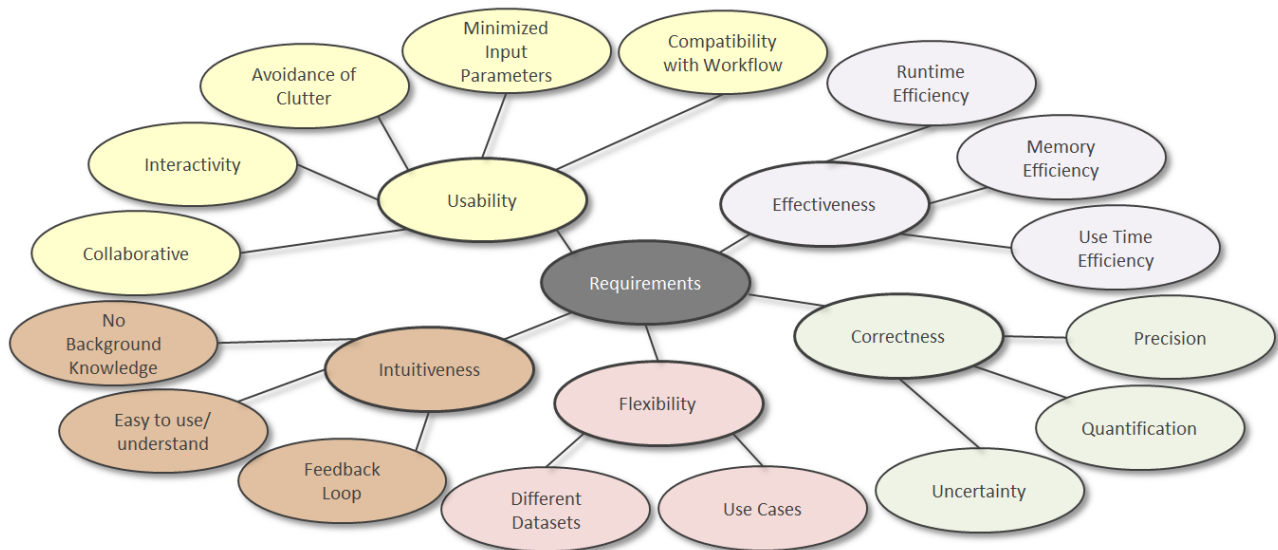 Minimized
Input
Parameters
Compatibility
with Workflow
Avoidance of
Clutter
Runtime
Efficiency
Interactivity
Memory
Efficiency
Usability
Effectiveness
Collaborative
Use Time
Efficiency
Requirements
No
Background
Knowledge
Intuitiveness
Correctness
Precision
Easy to use/
understand
Flexibility
Quantification
Feedback
Loop
Different
Datasets
Use Cases
Uncertainty